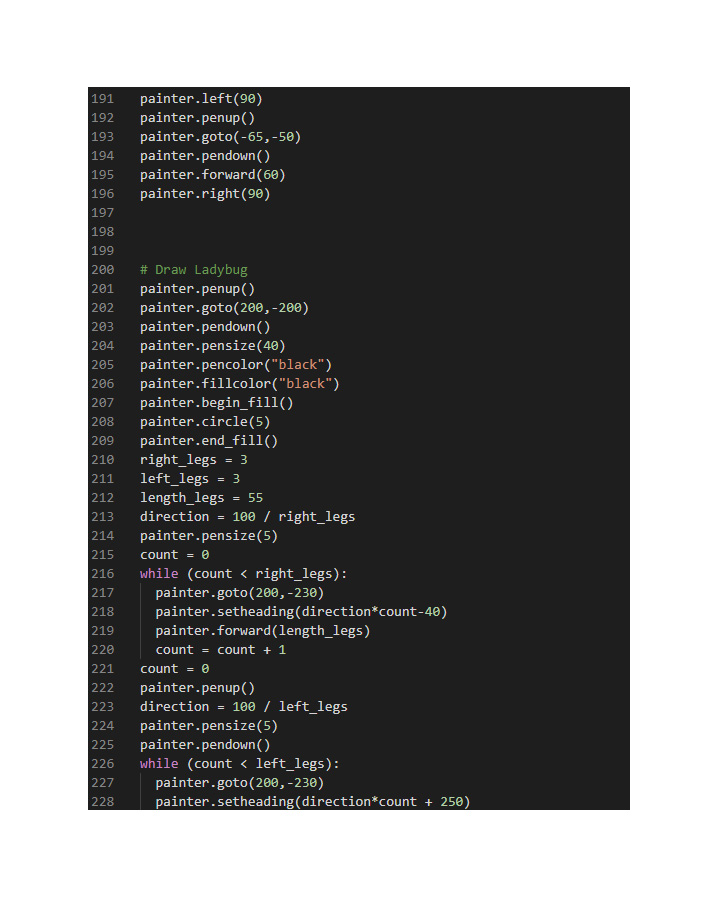 191 painter.left(90)
192 painter.penup()
193 painter.goto(-65,-50)
194 painter.pendown()
195 painter.forward(60)
196 painter.right(90)
197
198
199
200 # Draw Ladybug
201 painter.penup()
202 painter.goto(200,-200)
203 painter.pendown()
204 painter.pensize(40)
205 painter.pencolor("black")
206 painter.fillcolor("black")
207 painter.begin_fill()
208 painter.circle(5)
209 painter.end_fill()
210 right_legs = 3
211 left_legs = 3
212 length_legs = 55
213 direction = 100 / right_legs
214 painter.pensize(5)
215 count = 0
216 while (count < right_legs):
217   painter.goto(200,-230)
218   painter.setheading(direction*count-40)
219   painter.forward(length_legs)
220   count = count + 1
221 count = 0
222 painter.penup()
223 direction = 100 / left_legs
224 painter.pensize(5)
225 painter.pendown()
226 while (count < left_legs):
227   painter.goto(200,-230)
228   painter.setheading(direction*count + 250)